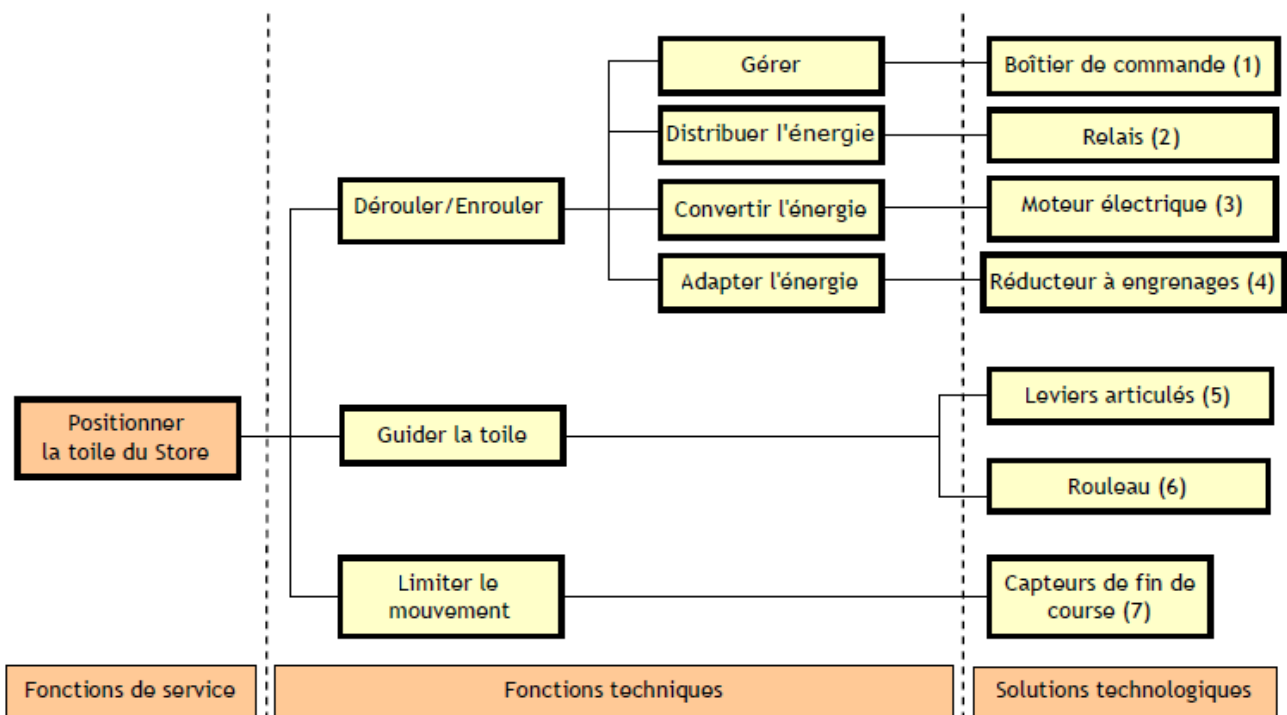 Gérer
Boîtier de commande (1)
Distribuer l'énergie
Relais (2)
Dérouler/Enrouler
Convertir l'énergie
Moteur électrique (3)
Adapter l'énergie
Réducteur à engrenages (4)
Positionner
la toile du Store
Guider la toile
Leviers articulés (5)
Rouleau (6)
Limiter le
mouvement
Capteurs de fin de
course (7)
Fonctions de service
Fonctions techniques
Solutions technologiques